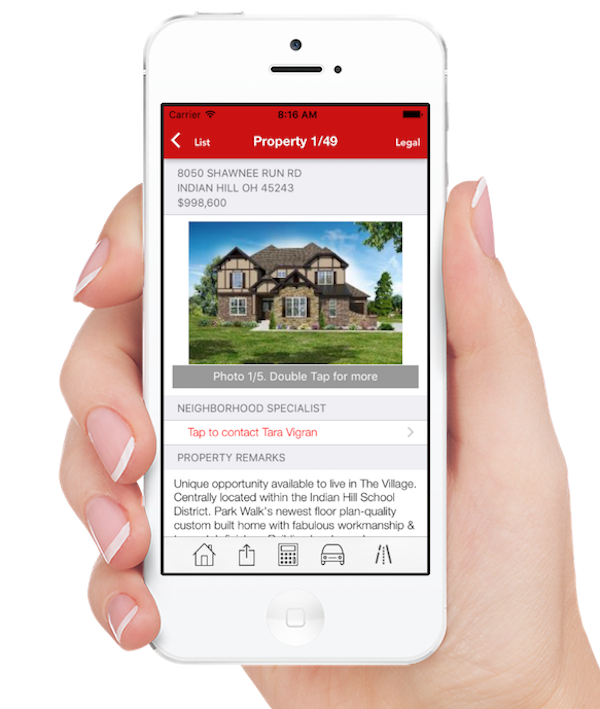 Carrier 8:16 AM
List Property 1/49 Legal
8050 SHAWNEE RUN RD
INDIAN HILL OH 45243
$998,600
Photo 1/5. Double Tap for more
NEIGHBORHOOD SPECIALIST
Tap to contact Tara Vigran
PROPERTY REMARKS
Unique opportunity available to live in The Village.
Centrally located within the Indian Hill School
District. Park Walk's newest floor plan-quality
custom built home with fabulous workmanship &